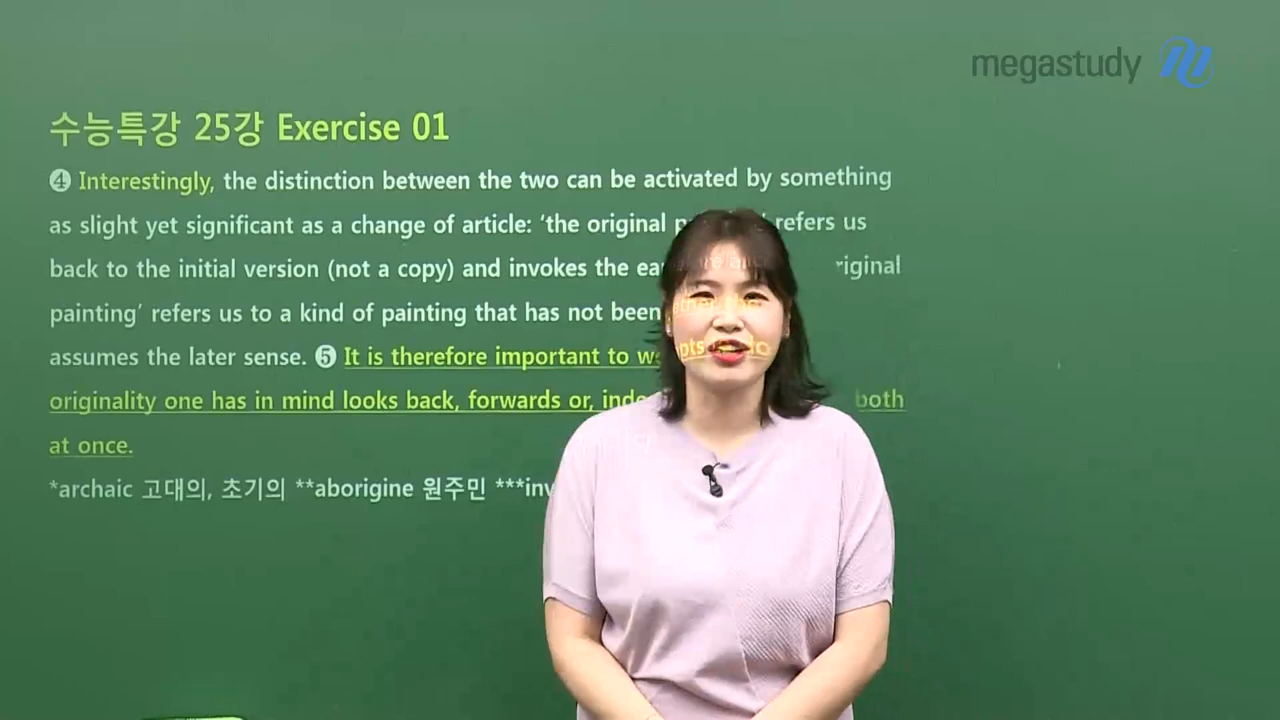 megastudy
수능특강 25강 Exercise 01
❹ Interestingly, the distinction between the two can be activated by something
as slight yet significant as a change of article: ‘the original refers us
back to the initial version (not a copy) and invokes the
painting’ refers us to a kind of painting that has not been
assumes the later sense. ❺ It is therefore important to
originality one has in mind looks back, forwards or, both
at once.
*archaic 고대의, 초기의 **aborigine 원주민